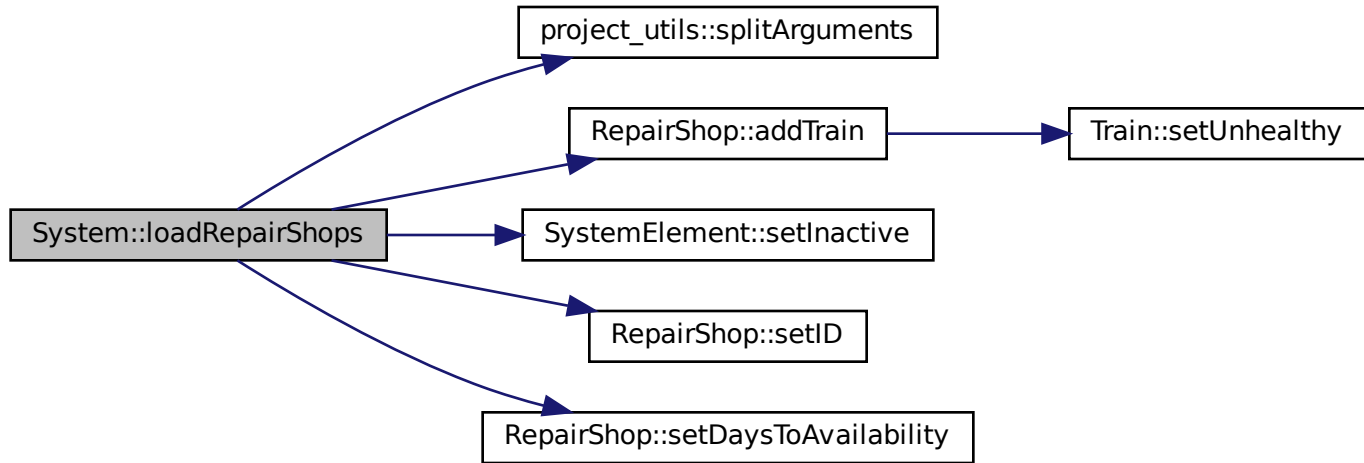 project_utils::splitArguments
RepairShop::addTrain
Train::setUnhealthy
System::loadRepairShops
SystemElement::setInactive
RepairShop::setID
RepairShop::setDaysToAvailability